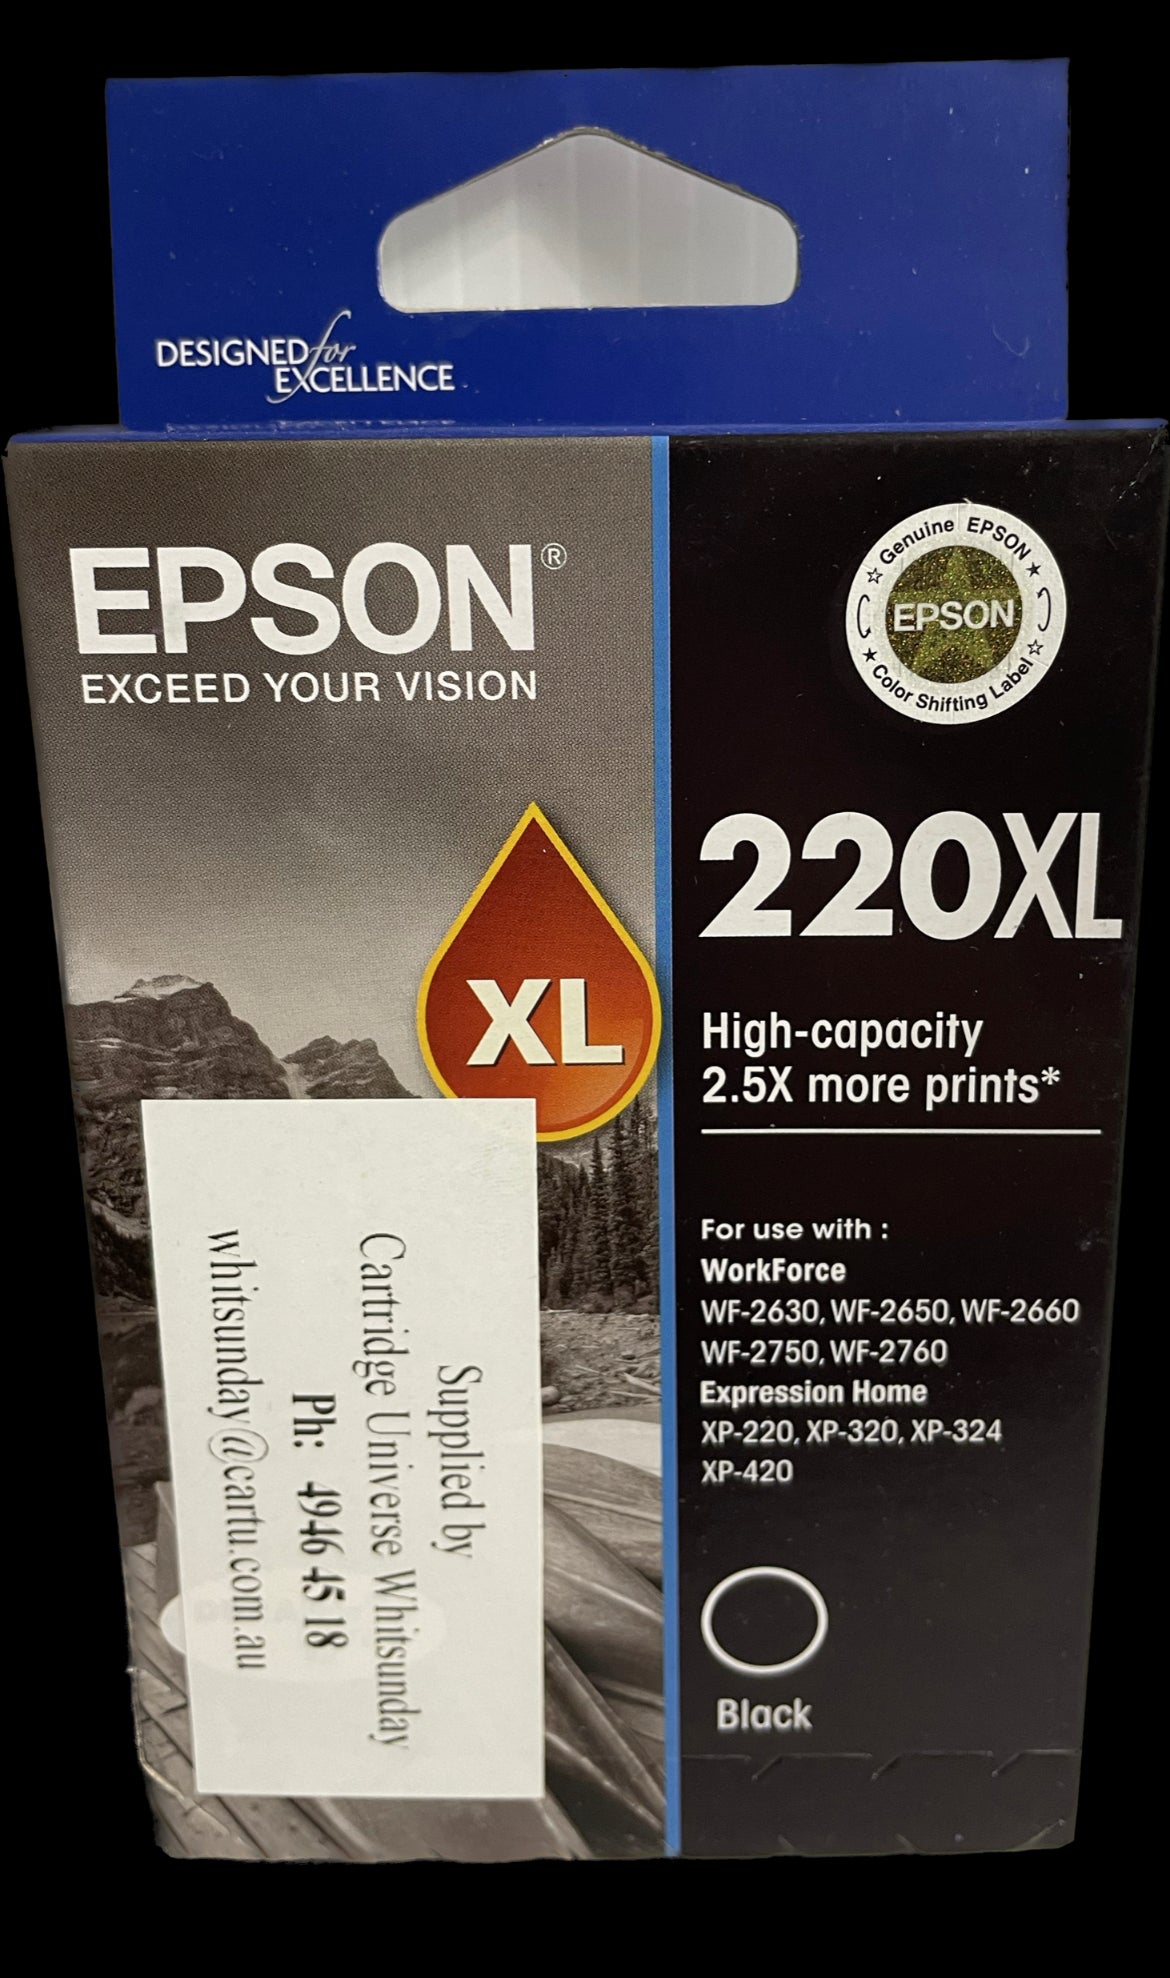 DESIGNED for
EXCELLENCE
EPSON®
EXCEED YOUR VISION
XL
Supplied by
Cartridge Universe Whitsunday
Ph: 4946 45 18
whitsunday@cartu.com.au
☆ Genuine EPSON ★
EPSON
★ Color Shifting Label ☆
220XL
High-capacity
2.5X more prints*
For use with :
WorkForce
WF-2630, WF-2650, WF-2660
WF-2750, WF-2760
Expression Home
XP-220, XP-320, XP-324
XP-420
Black